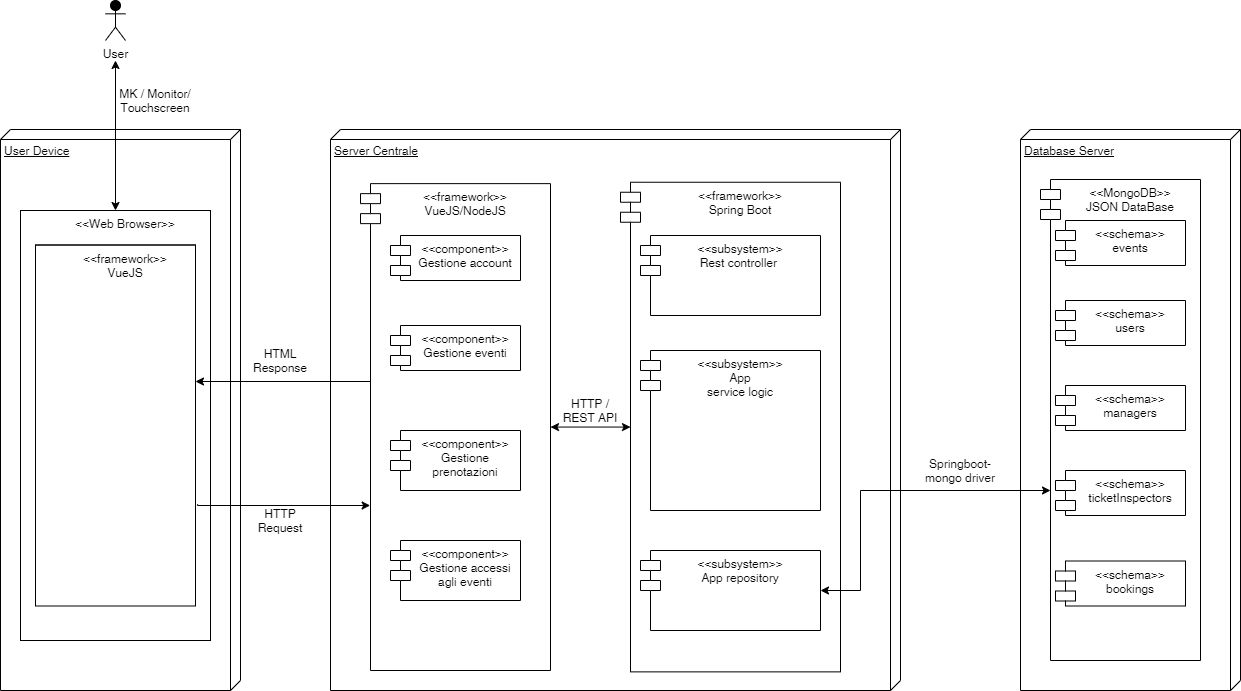 User
MK / Monitor/
Touchscreen
User Device
<<Web Browser>>
<<framework>>
VueJS
HTML
Response
HTTP
Request
Server Centrale
<<framework>>
VueJS/NodeJS
<<component>>
Gestione account
<<component>>
Gestione eventi
<<component>>
Gestione
prenotazioni
<<component>>
Gestione accessi
agli eventi
HTTP /
REST API
<<framework>>
Spring Boot
<<subsystem>>
Rest controller
<<subsystem>>
App
service logic
<<subsystem>>
App repository
Springboot-
mongo driver
Database Server
<<MongoDB>>
JSON DataBase
<<schema>>
events
<<schema>>
users
<<schema>>
managers
<<schema>>
ticketInspectors
<<schema>>
bookings